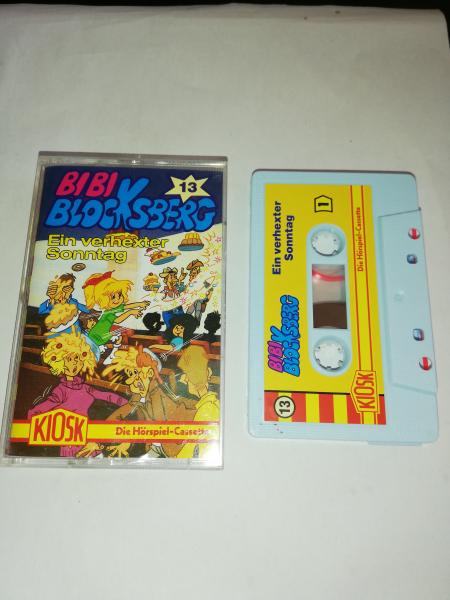 BIBI
BLOCKSBERG
13
Ein verhexter
Sonntag
KIOSK
Die Hörspiel-Cassette
BIBI
BLOCKSBERG
13
Ein verhexter
Sonntag
1
Die Hörspiel-Cassette
KIOSK